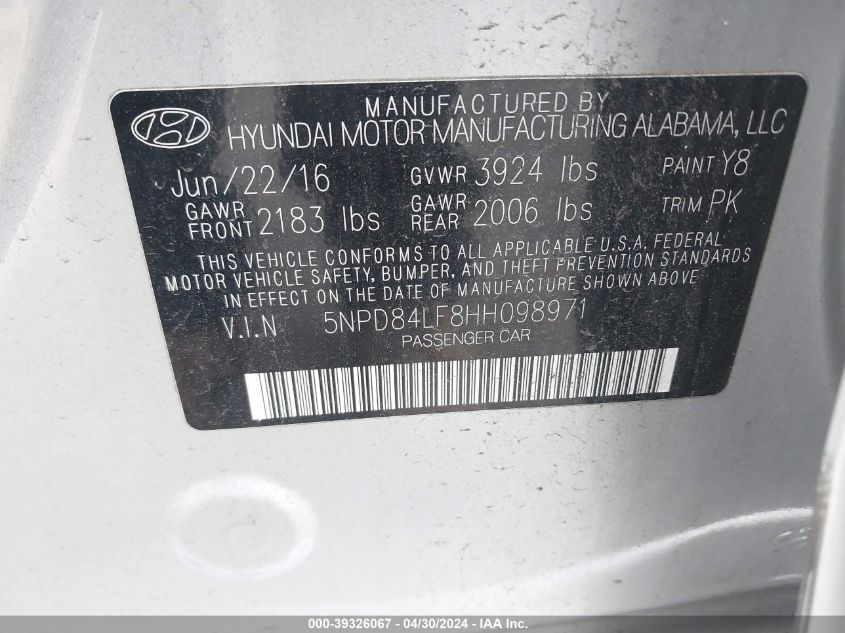 MANUFACTURED BY
HYUNDAI MOTOR MANUFACTURING ALABAMA, LLC
Jun/22/16 GVWR 3924 lbs PAINT Y8
GAWR FRONT 2183 lbs GAWR REAR 2006 lbs TRIM PK
THIS VEHICLE CONFORMS TO ALL APPLICABLE U.S.A. FEDERAL
MOTOR VEHICLE SAFETY, BUMPER, AND THEFT PREVENTION STANDARDS
IN EFFECT ON THE DATE OF MANUFACTURE SHOWN ABOVE.
V.I.N 5NPD84LF8HH098971
PASSENGER CAR
000-39326067 - 04/30/2024 - IAA Inc.